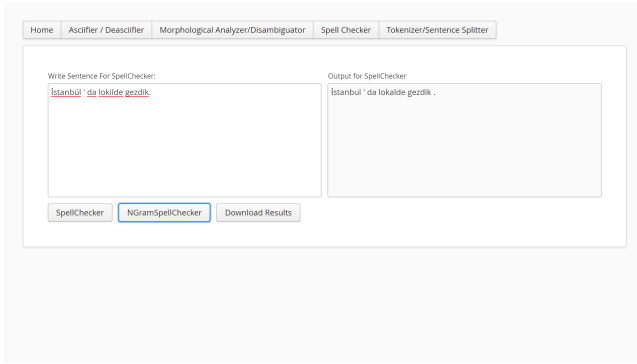 Home Asciifier / Deasciifier Morphological Analyzer/Disambiguator Spell Checker Tokenizer/Sentence Splitter
Write Sentence For SpellChecker:
İstanbül ' da lokilde gezdik.
Output for SpellChecker
İstanbul ' da lokalde gezdik .
SpellChecker NGramSpellChecker Download Results